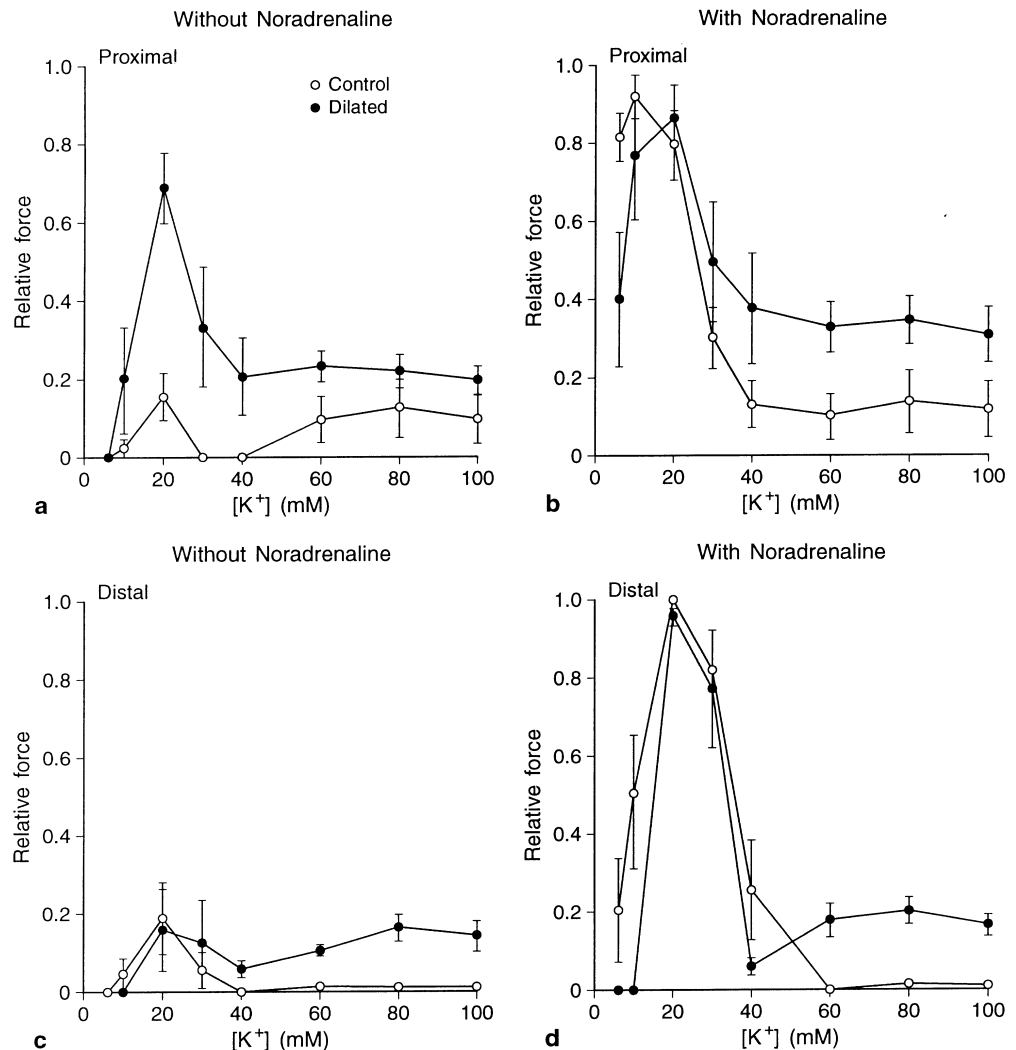 Without Noradrenaline
Proximal
Control
Dilated
1.0
0.8
0.6
0.4
0.2
0
Relative force
0 20 40 60 80 100
[K+] (mM)
a
With Noradrenaline
Proximal
1.0
0.8
0.6
0.4
0.2
0
Relative force
0 20 40 60 80 100
[K+] (mM)
b
Without Noradrenaline
Distal
1.0
0.8
0.6
0.4
0.2
0
Relative force
0 20 40 60 80 100
[K+] (mM)
c
With Noradrenaline
Distal
1.0
0.8
0.6
0.4
0.2
0
Relative force
0 20 40 60 80 100
[K+] (mM)
d